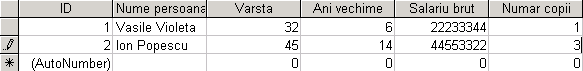 ID Nume persoana Varsta Ani vechime Salariu brut Numar copii
1 Vasile Violeta 32 6 22233344 1
2 Ion Popescu 45 14 44553322 3
(AutoNumber) 0 0 0 0